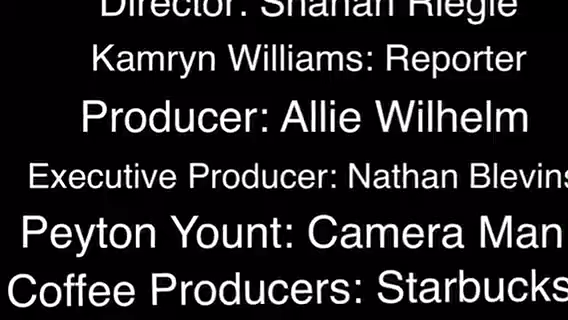 Director: Shanan Riegle
Kamryn Williams: Reporter
Producer: Allie Wilhelm
Executive Producer: Nathan Blevins
Peyton Yount: Camera Man
Coffee Producers: Starbucks